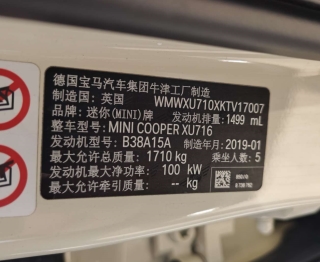 德国宝马汽车集团牛津工厂制造
制造国: 英国 WMWXU710XKTV17007
品牌: 迷你(MINI)牌 发动机排量: 1499 mL
整车型号: MINI COOPER XU716
发动机型号: B38A15A 制造年月: 2019-01
最大允许总质量: 1710 kg 乘坐人数: 5
发动机最大净功率: 100 kW
最大允许牵引质量: -- kg